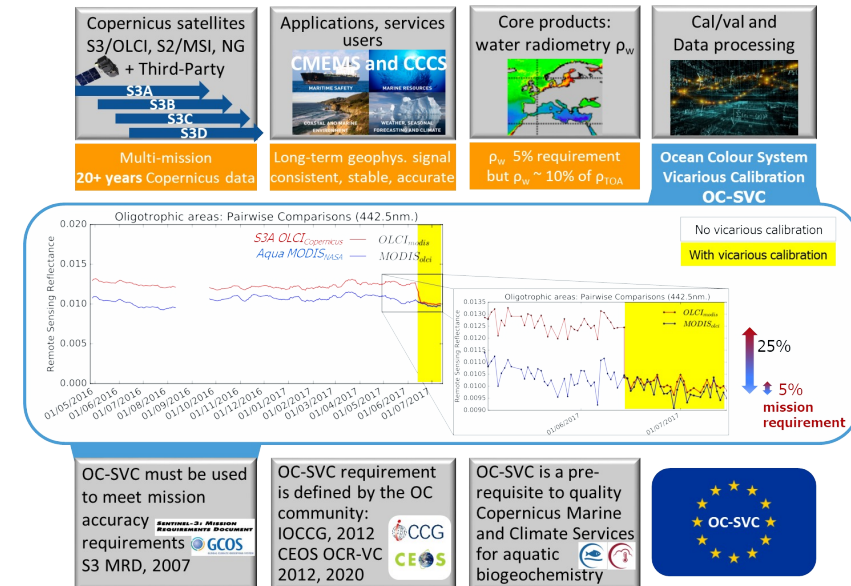 Copernicus satellites
S3/OLCI, S2/MSI, NG
+ Third-Party
S3A
S3B
S3C
S3D
Multi-mission
20+ years Copernicus data
Applications, services
users
CMEMS and CCCS
MARITIME SAFETY
MARINE RESOURCES
COASTAL AND MARINE
ENVIRONMENT
WEATHER, SEASONAL
FORECASTING AND CLIMATE
Long-term geophys. signal
consistent, stable, accurate
Core products:
water radiometry ρw
ρw 5% requirement
but ρw ~ 10% of ρTOA
Cal/val and
Data processing
Ocean Colour System
Vicarious Calibration
OC-SVC
Oligotrophic areas: Pairwise Comparisons (442.5nm.)
S3A OLCI Copernicus
OLCImodis
Aqua MODIS NASA
MODISolci
Remote Sensing Reflectance
0.020
0.015
0.010
0.005
0.000
01/05/2016
01/06/2016
01/07/2016
01/08/2016
01/09/2016
01/10/2016
01/11/2016
01/12/2016
01/01/2017
01/02/2017
01/03/2017
01/04/2017
01/05/2017
01/06/2017
01/07/2017
No vicarious calibration
With vicarious calibration
Oligotrophic areas: Pairwise Comparisons (442.5nm.)
OLCImodis
MODISolci
Remote Sensing Reflectance
0.0135
0.0130
0.0125
0.0120
0.0115
0.0110
0.0105
0.0100
0.0095
0.0090
01/06/2017
01/07/2017
25%
5%
mission
requirement
OC-SVC must be used
to meet mission
accuracy
SENTINEL-3: MISSION
REQUIREMENTS DOCUMENT
requirements
GCOS
S3 MRD, 2007
OC-SVC requirement
is defined by the OC
community:
IOCCG, 2012
CEOS OCR-VC
2012, 2020
CCG
CEOS
OC-SVC is a pre-
requisite to quality
Copernicus Marine
and Climate Services
for aquatic
biogeochemistry
OC-SVC